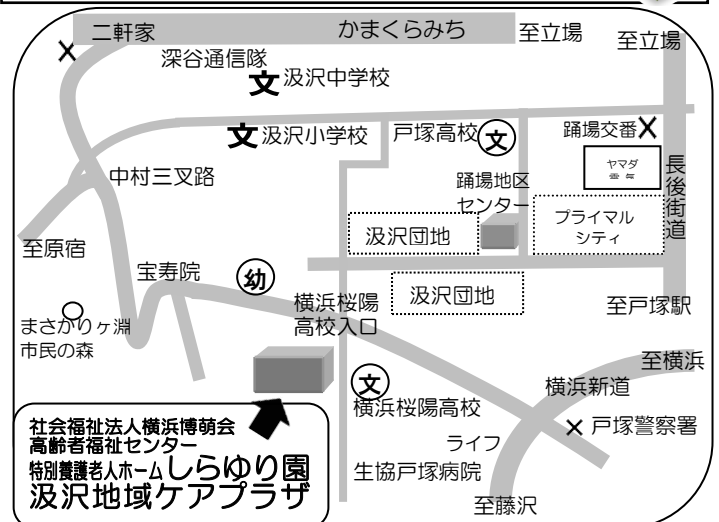 二軒家
かまくらみち
至立場
至立場
深谷通信隊
文汲沢中学校
文汲沢小学校
戸塚高校
文
踊場交番
ヤマダ
電気
長後街道
中村三叉路
踊場地区
センター
プライマル
シティ
汲沢団地
至原宿
宝寿院
幼
汲沢団地
横浜桜陽
高校入口
至戸塚駅
まさかりヶ淵
市民の森
至横浜
横浜新道
文
横浜桜陽高校
戸塚警察署
ライフ
生協戸塚病院
至藤沢
社会福祉法人横浜博萌会
高齢者福祉センター
特別養護老人ホームしらゆり園
汲沢地域ケアプラザ